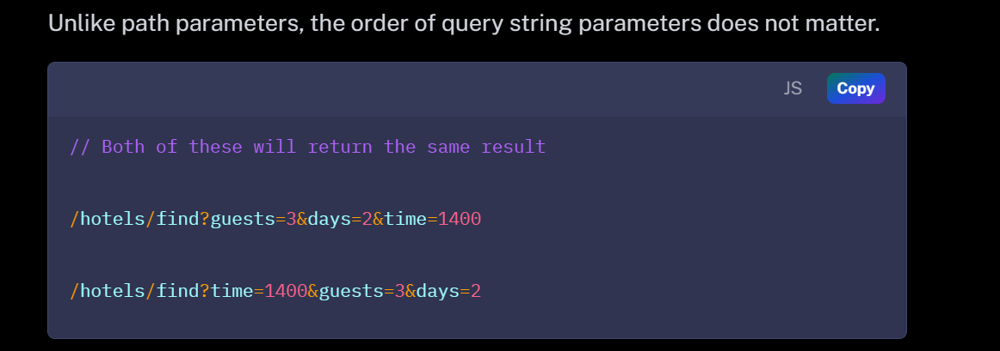 Unlike path parameters, the order of query string parameters does not matter.
JS Copy
// Both of these will return the same result
/hotels/find?guests=3&days=2&time=1400
/hotels/find?time=1400&guests=3&days=2